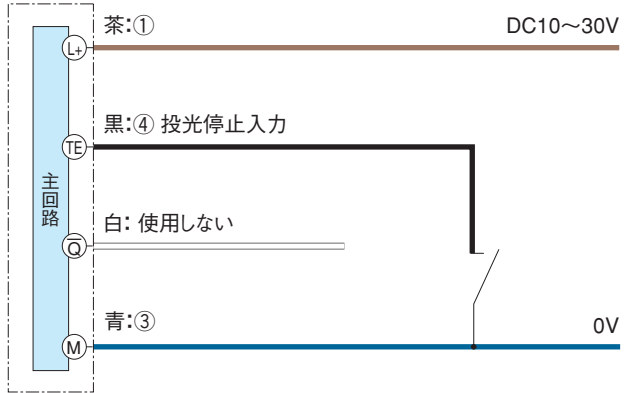 茶:① DC10～30V
L+
黒:④ 投光停止入力
TE
主回路
白: 使用しない
Q̅
青:③ 0V
M